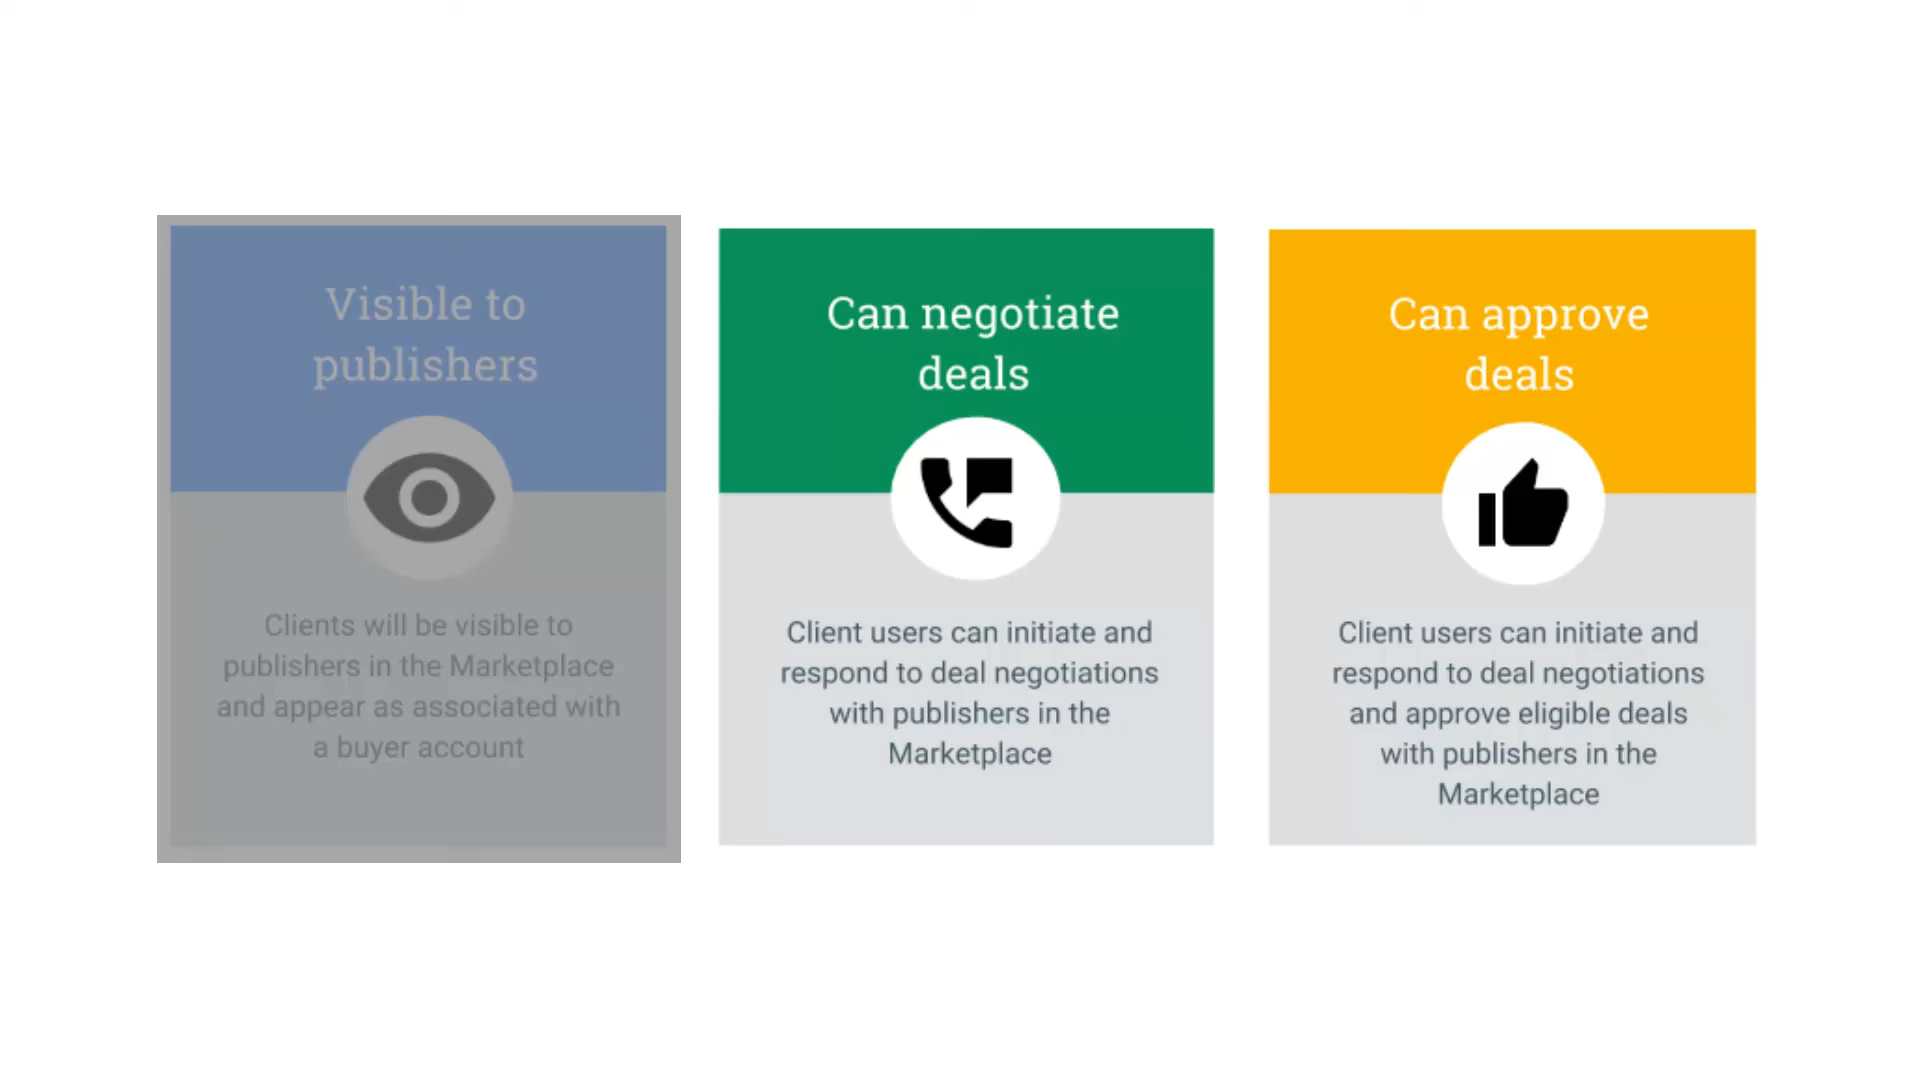 Visible to
publishers
Clients will be visible to
publishers in the Marketplace
and appear as associated with
a buyer account
Can negotiate
deals
Client users can initiate and
respond to deal negotiations
with publishers in the
Marketplace
Can approve
deals
Client users can initiate and
respond to deal negotiations
and approve eligible deals
with publishers in the
Marketplace